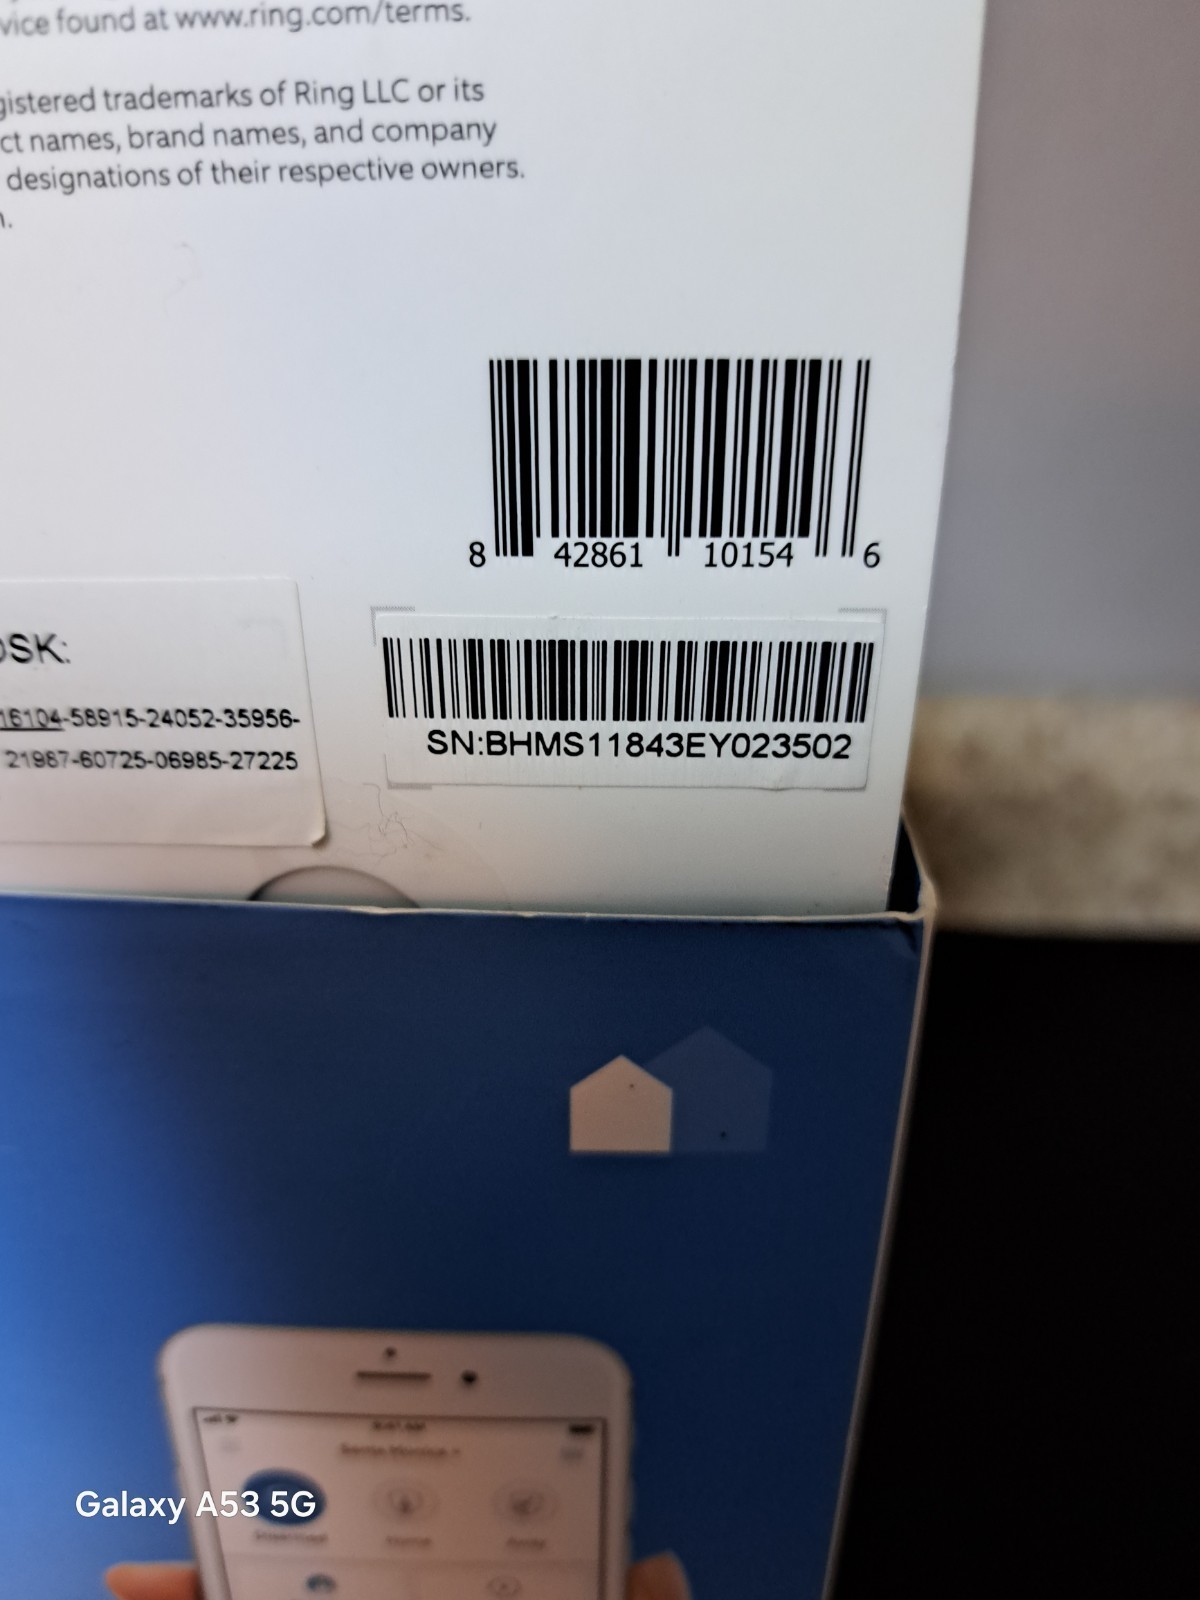 vice found at www.ring.com/terms.
gistered trademarks of Ring LLC or its
ct names, brand names, and company
designations of their respective owners.
n.
8 42861 10154 6
DSK:
16104-58915-24052-35956-
21987-60725-06985-27225
SN:BHMS11843EY023502
Galaxy A53 5G